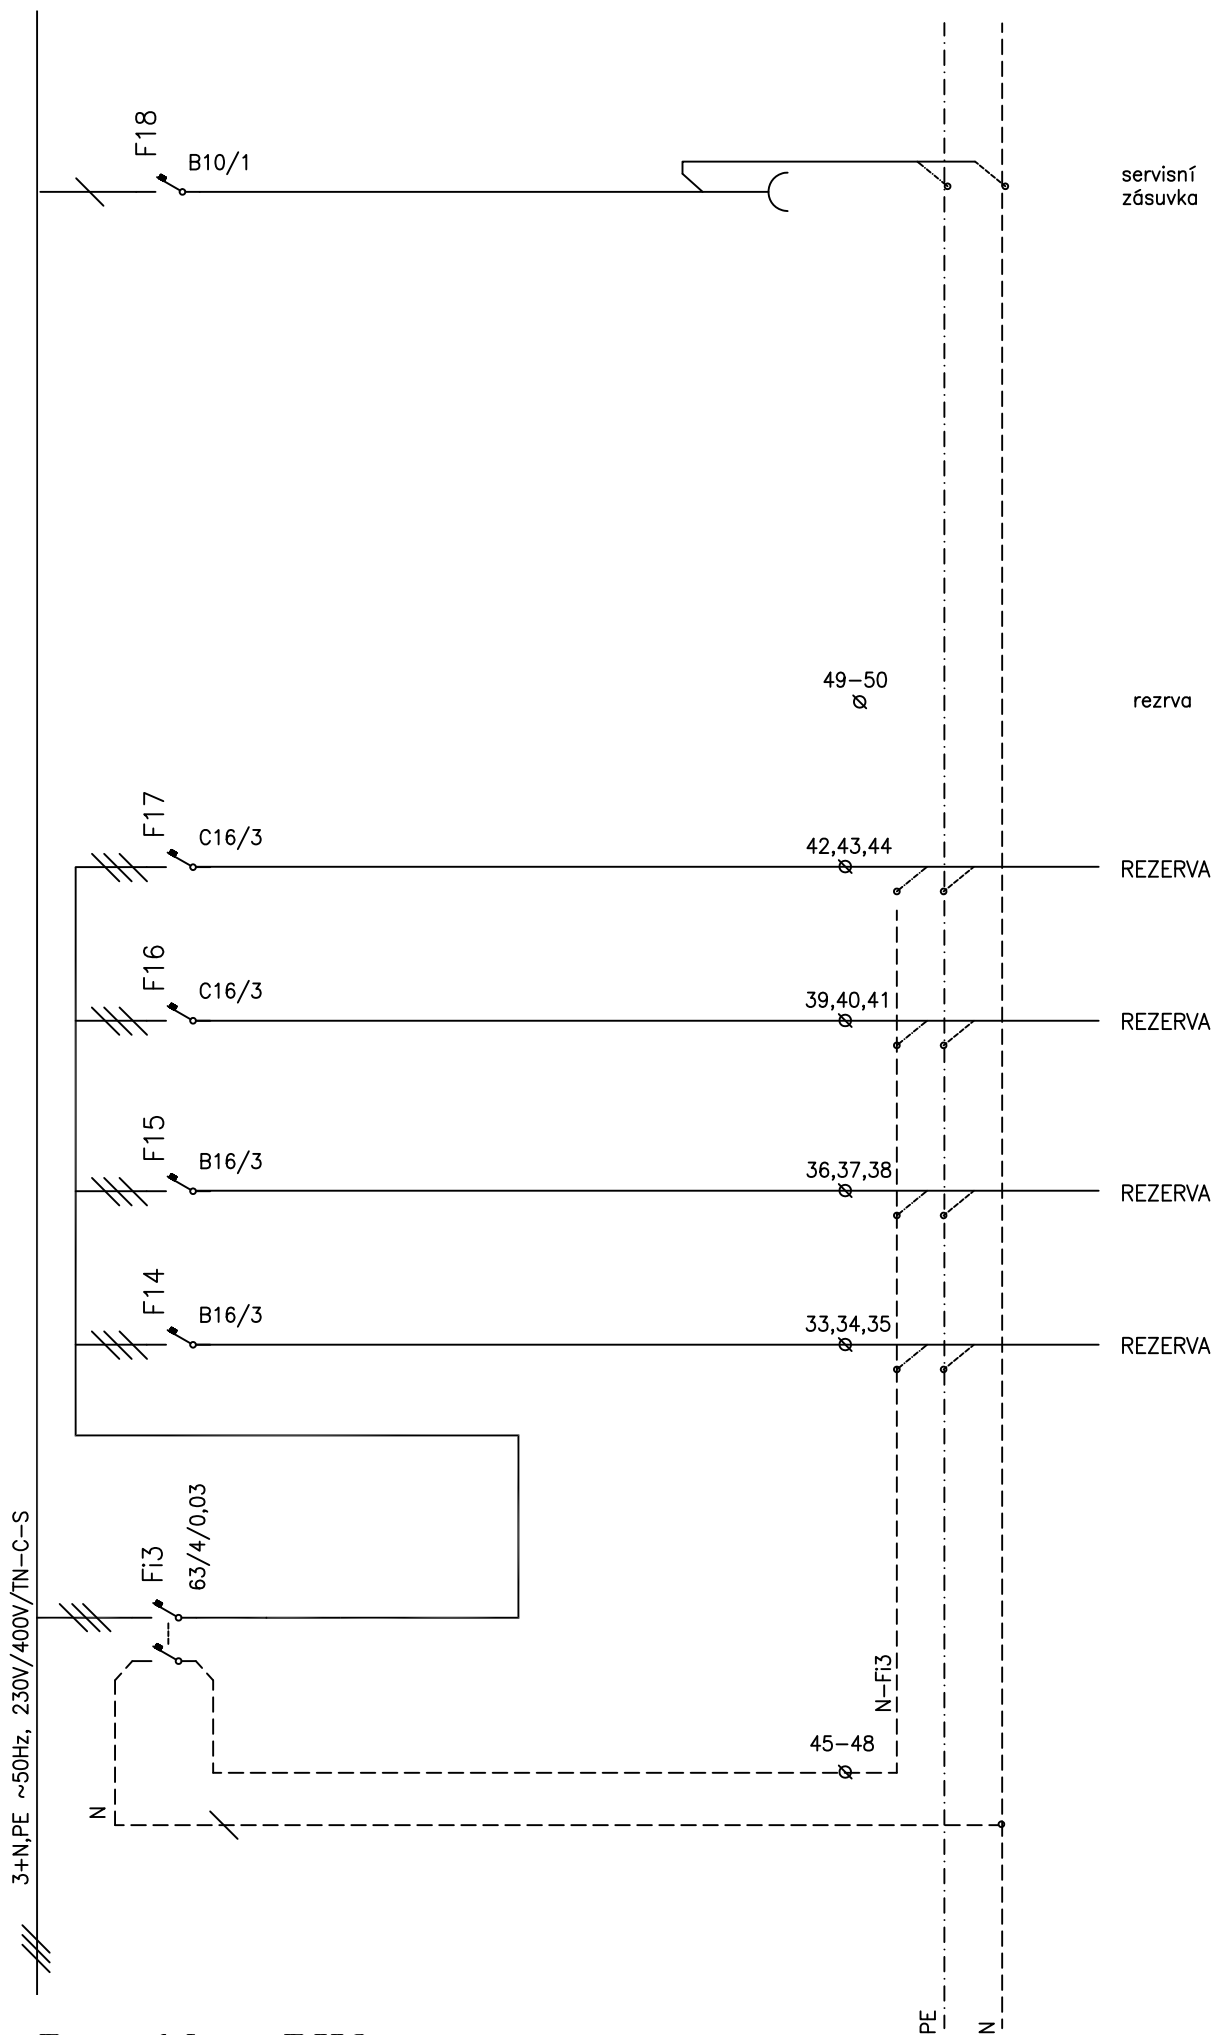 F18
B10/1
servisní
zásuvka
49-50
rezrva
F17
C16/3
42,43,44
REZERVA
F16
C16/3
39,40,41
REZERVA
F15
B16/3
36,37,38
REZERVA
F14
B16/3
33,34,35
REZERVA
Fi3
63/4/0,03
3+N,PE ~50Hz, 230V/400V/TN-C-S
N-Fi3
45-48
N
PE
N